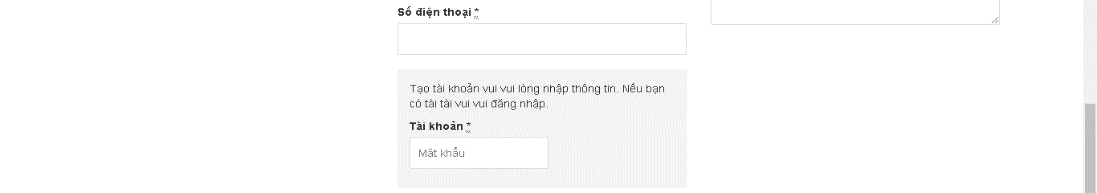 Số điện thoại *
Tạo tài khoản vui vui lòng nhập thông tin. Nếu bạn
có tài tài vui vui đăng nhập.
Tài khoản *
Mật khẩu